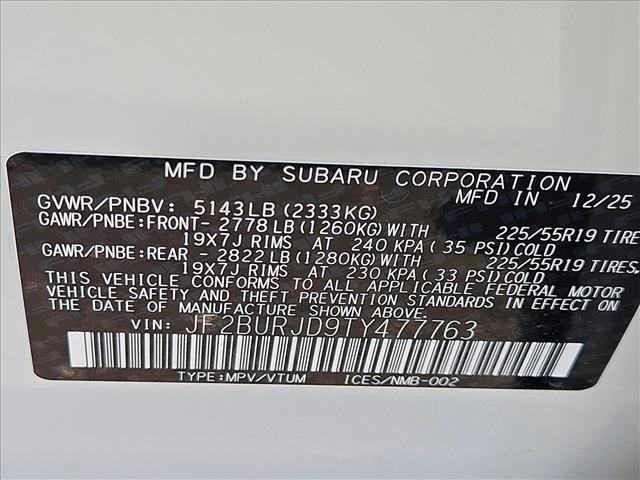 MFD BY SUBARU CORPORATION
MFD IN 12/25
GVWR/PNBV: 5143LB(2333KG)
GAWR/PNBE:FRONT- 2778LB(1260KG)WITH 225/55R19 TIRES
19X7J RIMS AT 240 KPA(35 PSI)COLD
GAWR/PNBE:REAR - 2822LB(1280KG)WITH 225/55R19 TIRES
19X7J RIMS AT 230 KPA(33 PSI)COLD
THIS VEHICLE CONFORMS TO ALL APPLICABLE FEDERAL MOTOR
VEHICLE SAFETY AND THEFT PREVENTION STANDARDS IN EFFECT ON
THE DATE OF MANUFACTURE SHOWN ABOVE.
VIN: JF2BURJD9TY477763
TYPE:MPV/VTUM ICES/NMB-002